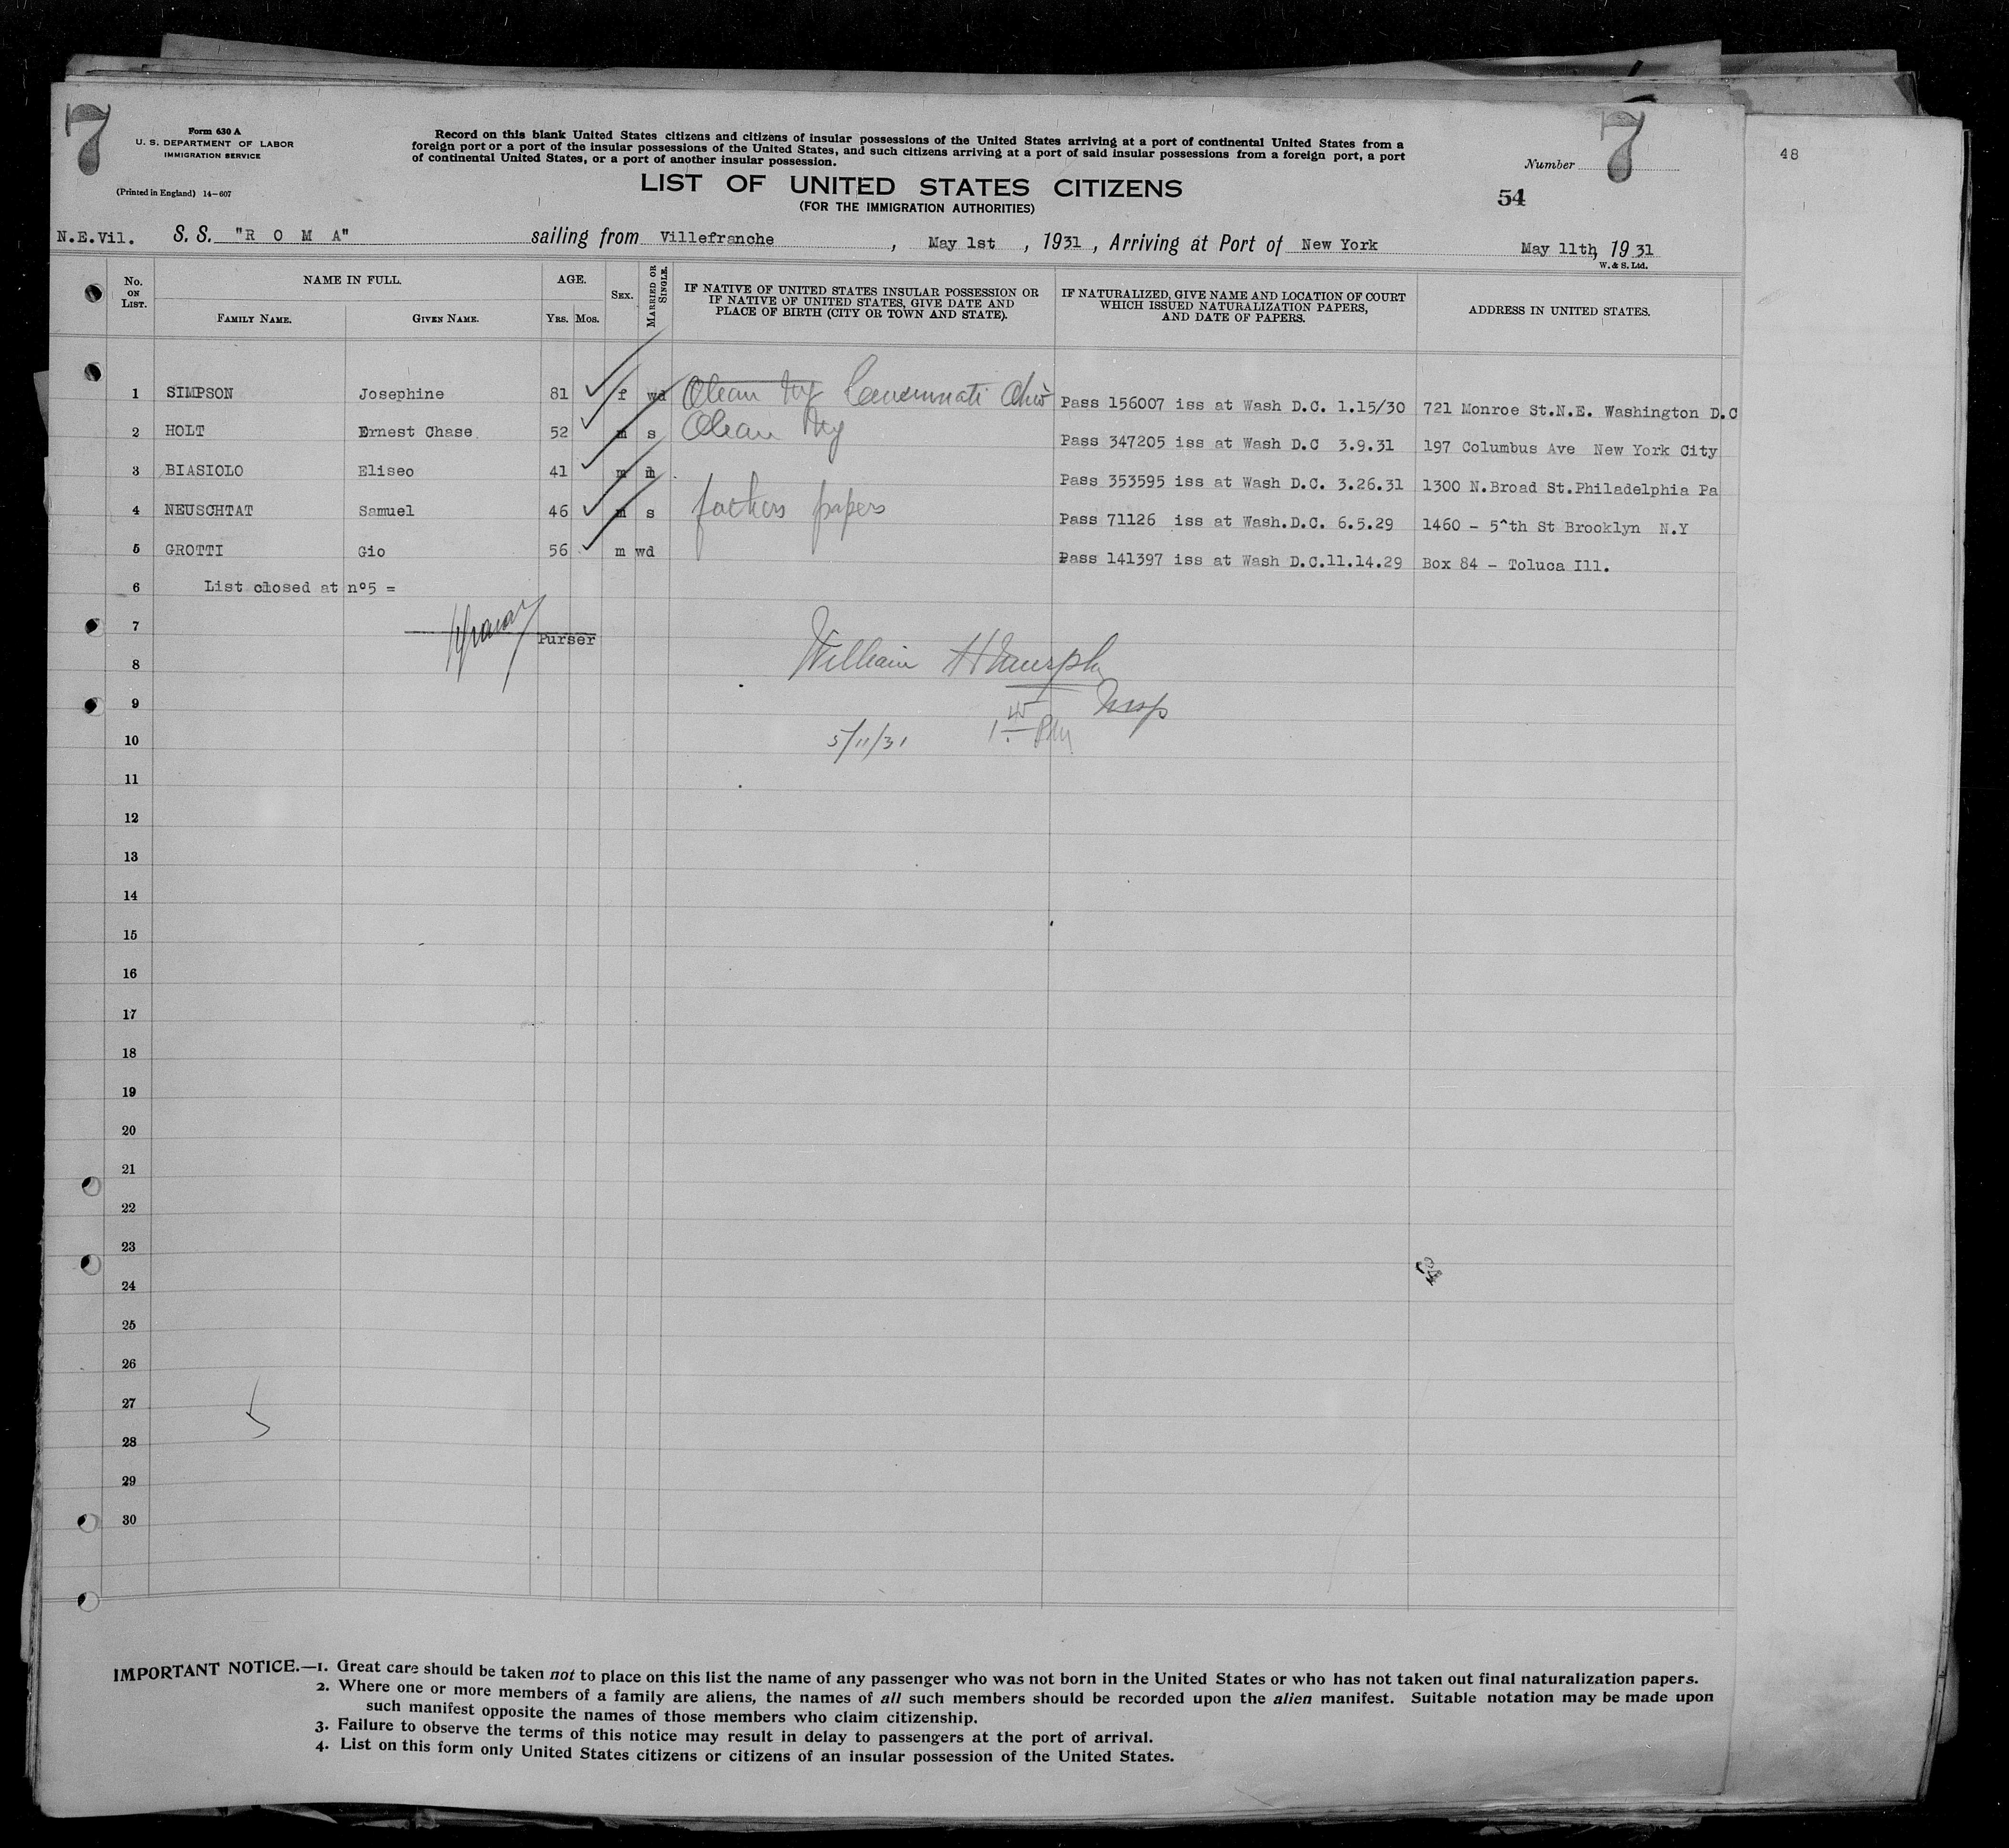 7
7
Form 630 A
U. S. DEPARTMENT OF LABOR
IMMIGRATION SERVICE
(Printed in England) 14—607
Record on this blank United States citizens and citizens of insular possessions of the United States arriving at a port of continental United States from a
foreign port or a port of the insular possessions of the United States, and such citizens arriving at a port of said insular possessions from a foreign port, a port
of continental United States, or a port of another insular possession.
Number
48
LIST OF UNITED STATES CITIZENS
(FOR THE IMMIGRATION AUTHORITIES)
54
N.E.Vil. S. S. "R O M A" sailing from Villefranche, May 1st, 1931, Arriving at Port of New York May 11th, 1931
W. & S. Ltd.
No. ON LIST. NAME IN FULL. AGE. SEX. MARRIED OR SINGLE. IF NATIVE OF UNITED STATES INSULAR POSSESSION OR IF NATIVE OF UNITED STATES, GIVE DATE AND PLACE OF BIRTH (CITY OR TOWN AND STATE). IF NATURALIZED, GIVE NAME AND LOCATION OF COURT WHICH ISSUED NATURALIZATION PAPERS, AND DATE OF PAPERS. ADDRESS IN UNITED STATES.
FAMILY NAME. GIVEN NAME. YRS. MOS.
1 SIMPSON Josephine 81 f wd Olean Ny Cincinnati Ohio Pass 156007 iss at Wash D.C. 1.15/30 721 Monroe St.N.E. Washington D.C
2 HOLT Ernest Chase 52 m s Olean Ny Pass 347205 iss at Wash D.C 3.9.31 197 Columbus Ave New York City
3 BIASIOLO Eliseo 41 m m Pass 353595 iss at Wash D.C. 3.26.31 1300 N.Broad St.Philadelphia Pa
4 NEUSCHTAT Samuel 46 m s fathers papers Pass 71126 iss at Wash.D.C. 6.5.29 1460 - 5^th St Brooklyn N.Y
5 GROTTI Gio 56 m wd Pass 141397 iss at Wash D.C.11.14.29 Box 84 - Toluca Ill.
6 List closed at nº5 =
7 Purser
8 William H Murphy
9 Insp
10 5/11/31
11
12
13
14
15
16
17
18
19
20
21
22
23
24
25
26
27
28
29
30
IMPORTANT NOTICE.—1. Great care should be taken not to place on this list the name of any passenger who was not born in the United States or who has not taken out final naturalization papers.
2. Where one or more members of a family are aliens, the names of all such members should be recorded upon the alien manifest. Suitable notation may be made upon
such manifest opposite the names of those members who claim citizenship.
3. Failure to observe the terms of this notice may result in delay to passengers at the port of arrival.
4. List on this form only United States citizens or citizens of an insular possession of the United States.